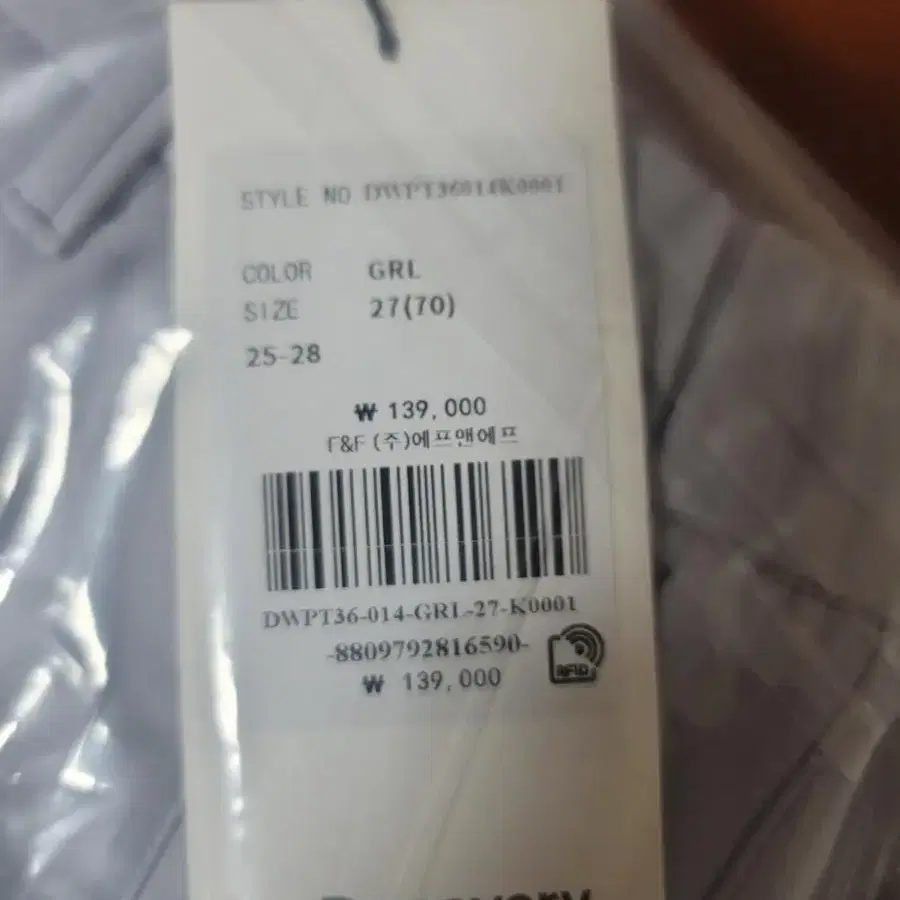 STYLE NO DWPT36014K0001
COLOR GRL
SIZE 27(70)
25-28
₩ 139,000
F&F (주)에프앤에프
DWPT36-014-GRL-27-K0001
-8809792816590-
RFID
₩ 139,000